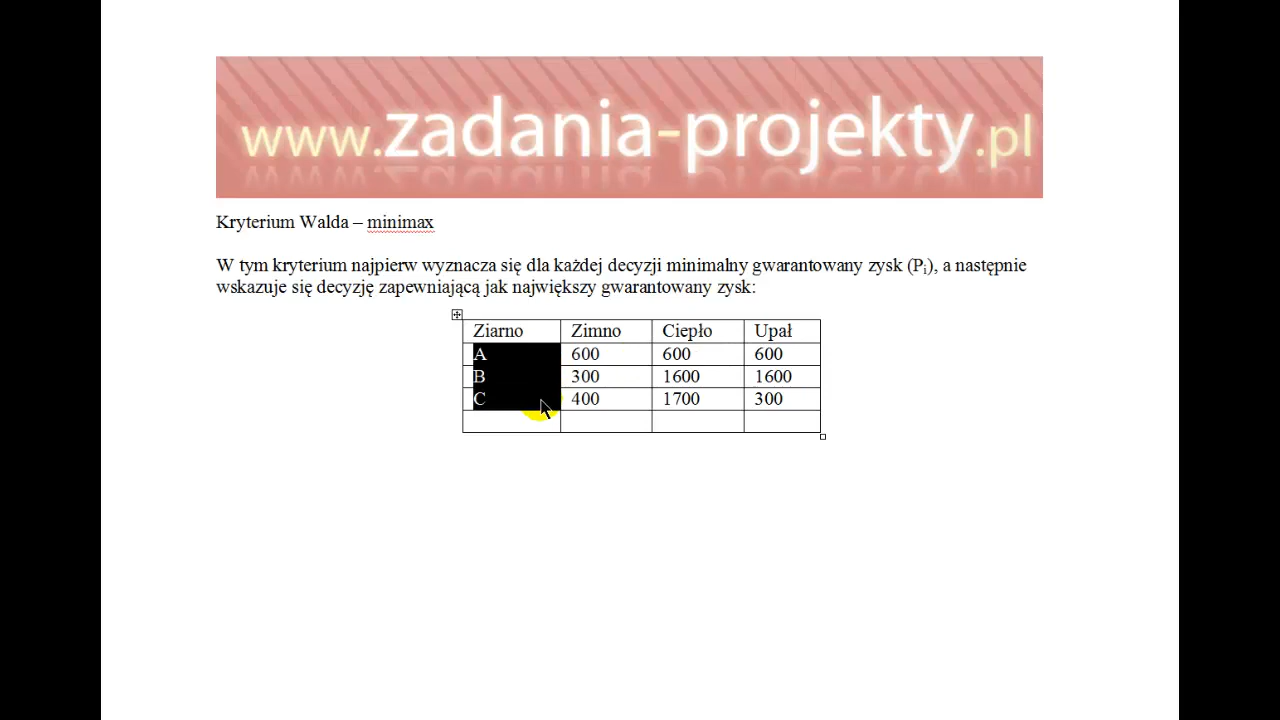 www.zadania-projekty.pl
Kryterium Walda – minimax
W tym kryterium najpierw wyznacza się dla każdej decyzji minimalny gwarantowany zysk (Pi), a następnie
wskazuje się decyzję zapewniającą jak największy gwarantowany zysk:
Ziarno Zimno Ciepło Upał
A 600 600 600
B 300 1600 1600
C 400 1700 300